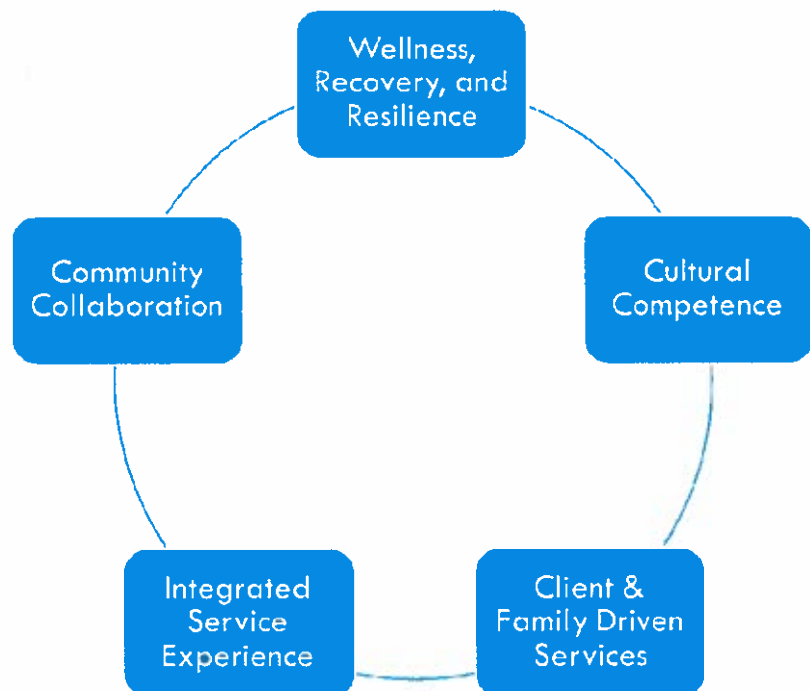 Wellness,
Recovery, and
Resilience
Cultural
Competence
Client &
Family Driven
Services
Integrated
Service
Experience
Community
Collaboration